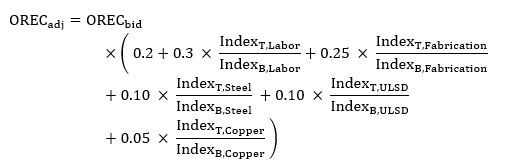 OREC_adj = OREC_bid
× ( 0.2 + 0.3 × Index_T,Labor / Index_B,Labor + 0.25 × Index_T,Fabrication / Index_B,Fabrication
+ 0.10 × Index_T,Steel / Index_B,Steel + 0.10 × Index_T,ULSD / Index_B,ULSD
+ 0.05 × Index_T,Copper / Index_B,Copper )